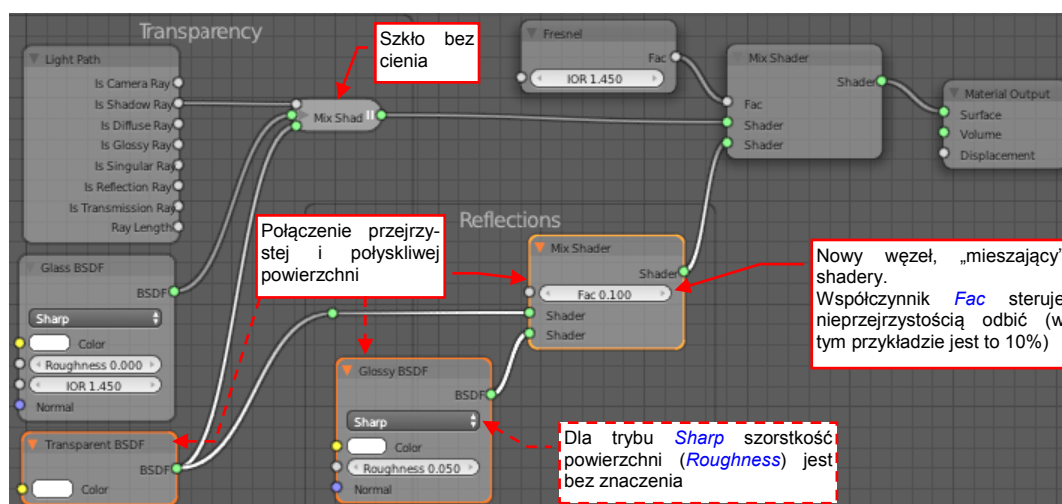 Transparency
Light Path
Is Camera Ray
Is Shadow Ray
Is Diffuse Ray
Is Glossy Ray
Is Singular Ray
Is Reflection Ray
Is Transmission Ray
Ray Length
Szkło bez
cienia
Mix Shad
Fresnel
Fac
IOR 1.450
Mix Shader
Shader
Fac
Shader
Shader
Material Output
Surface
Volume
Displacement
Glass BSDF
BSDF
Sharp
Color
Roughness 0.000
IOR 1.450
Normal
Transparent BSDF
BSDF
Color
Połączenie przejrzy-
stej i połyskliwej
powierzchni
Reflections
Mix Shader
Shader
Fac 0.100
Shader
Shader
Nowy węzeł, „mieszający”
shadery.
Współczynnik Fac steruje
nieprzejrzystością odbić (w
tym przykładzie jest to 10%)
Glossy BSDF
BSDF
Sharp
Color
Roughness 0.050
Normal
Dla trybu Sharp szorstkość
powierzchni (Roughness) jest
bez znaczenia